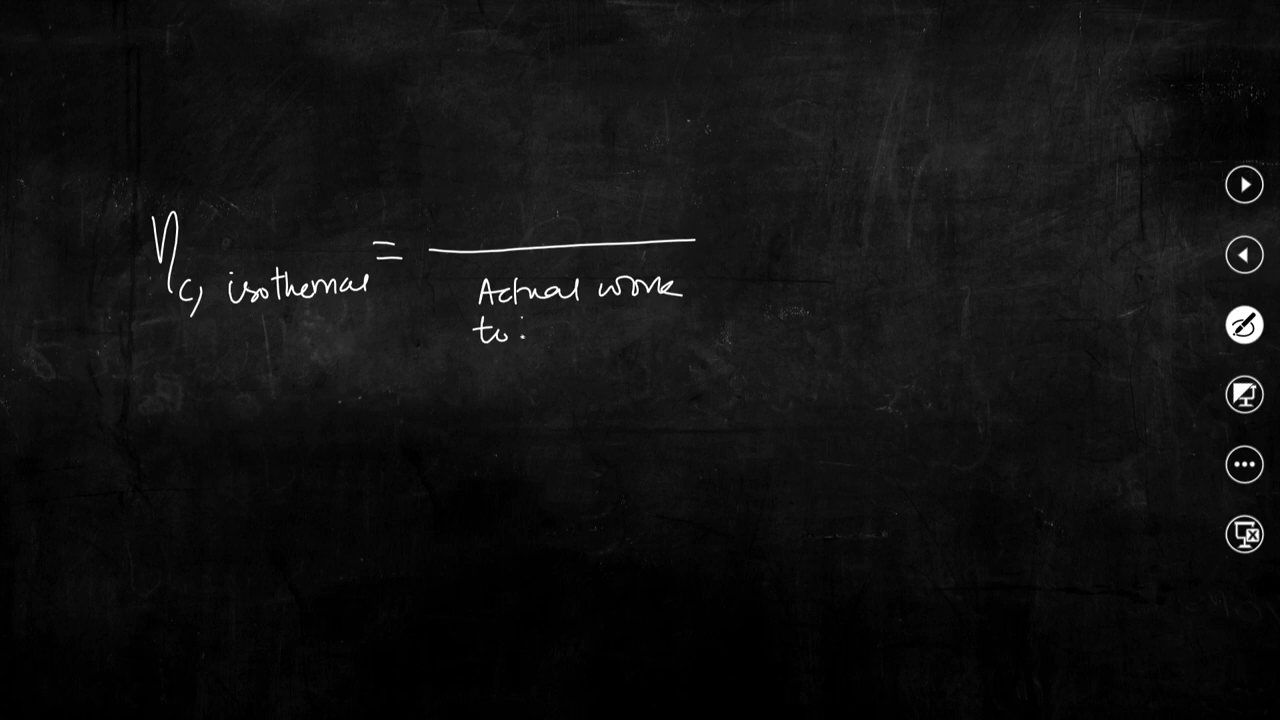 η c, isothermal =
Actual work
to: